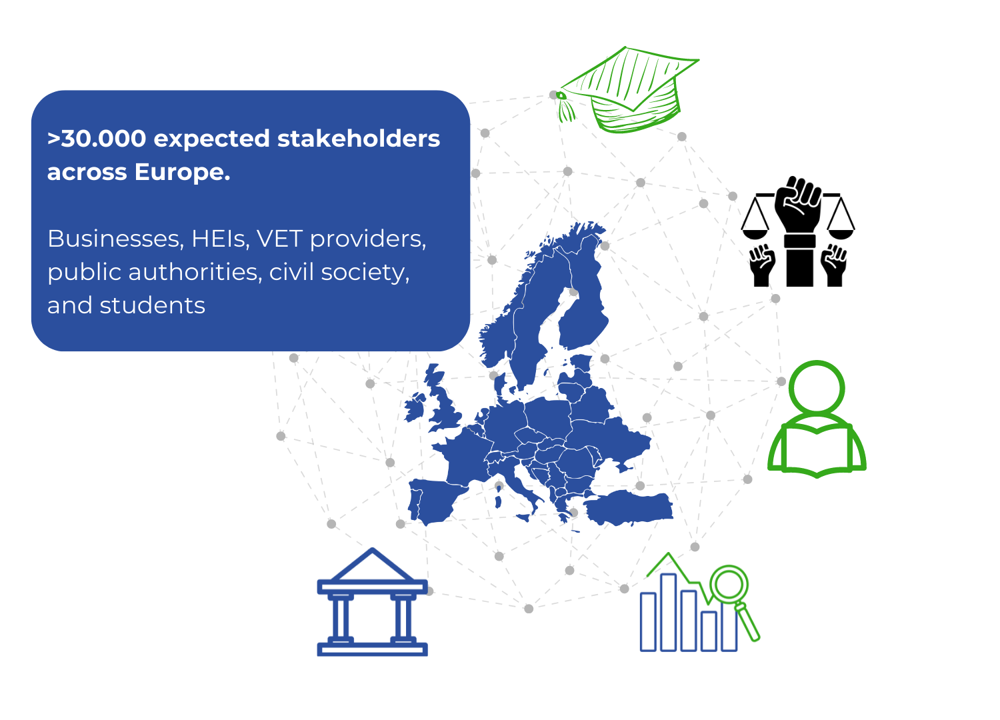 >30.000 expected stakeholders
across Europe.
Businesses, HEIs, VET providers,
public authorities, civil society,
and students